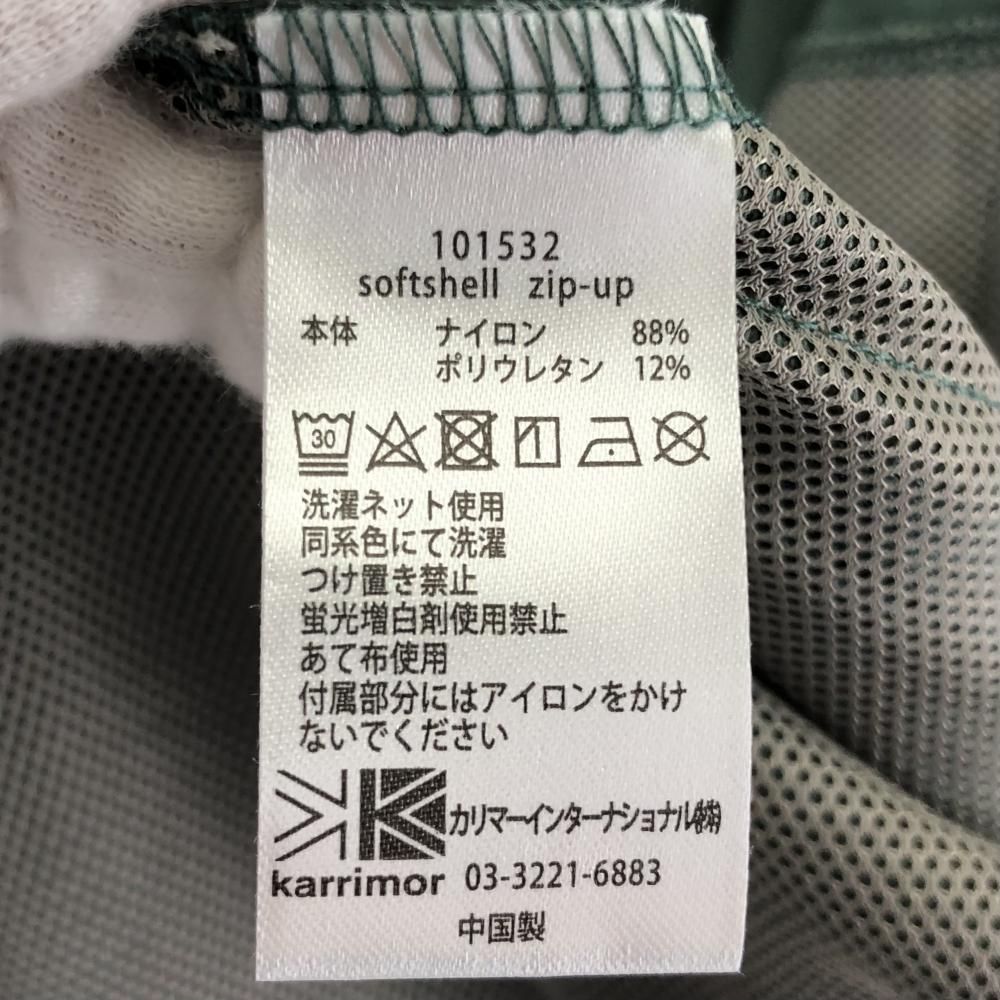 101532
softshell zip-up
本体 ナイロン 88%
ポリウレタン 12%
30
洗濯ネット使用
同系色にて洗濯
つけ置き禁止
蛍光増白剤使用禁止
あて布使用
付属部分にはアイロンをかけ
ないでください
カリマーインターナショナル㈱
karrimor 03-3221-6883
中国製